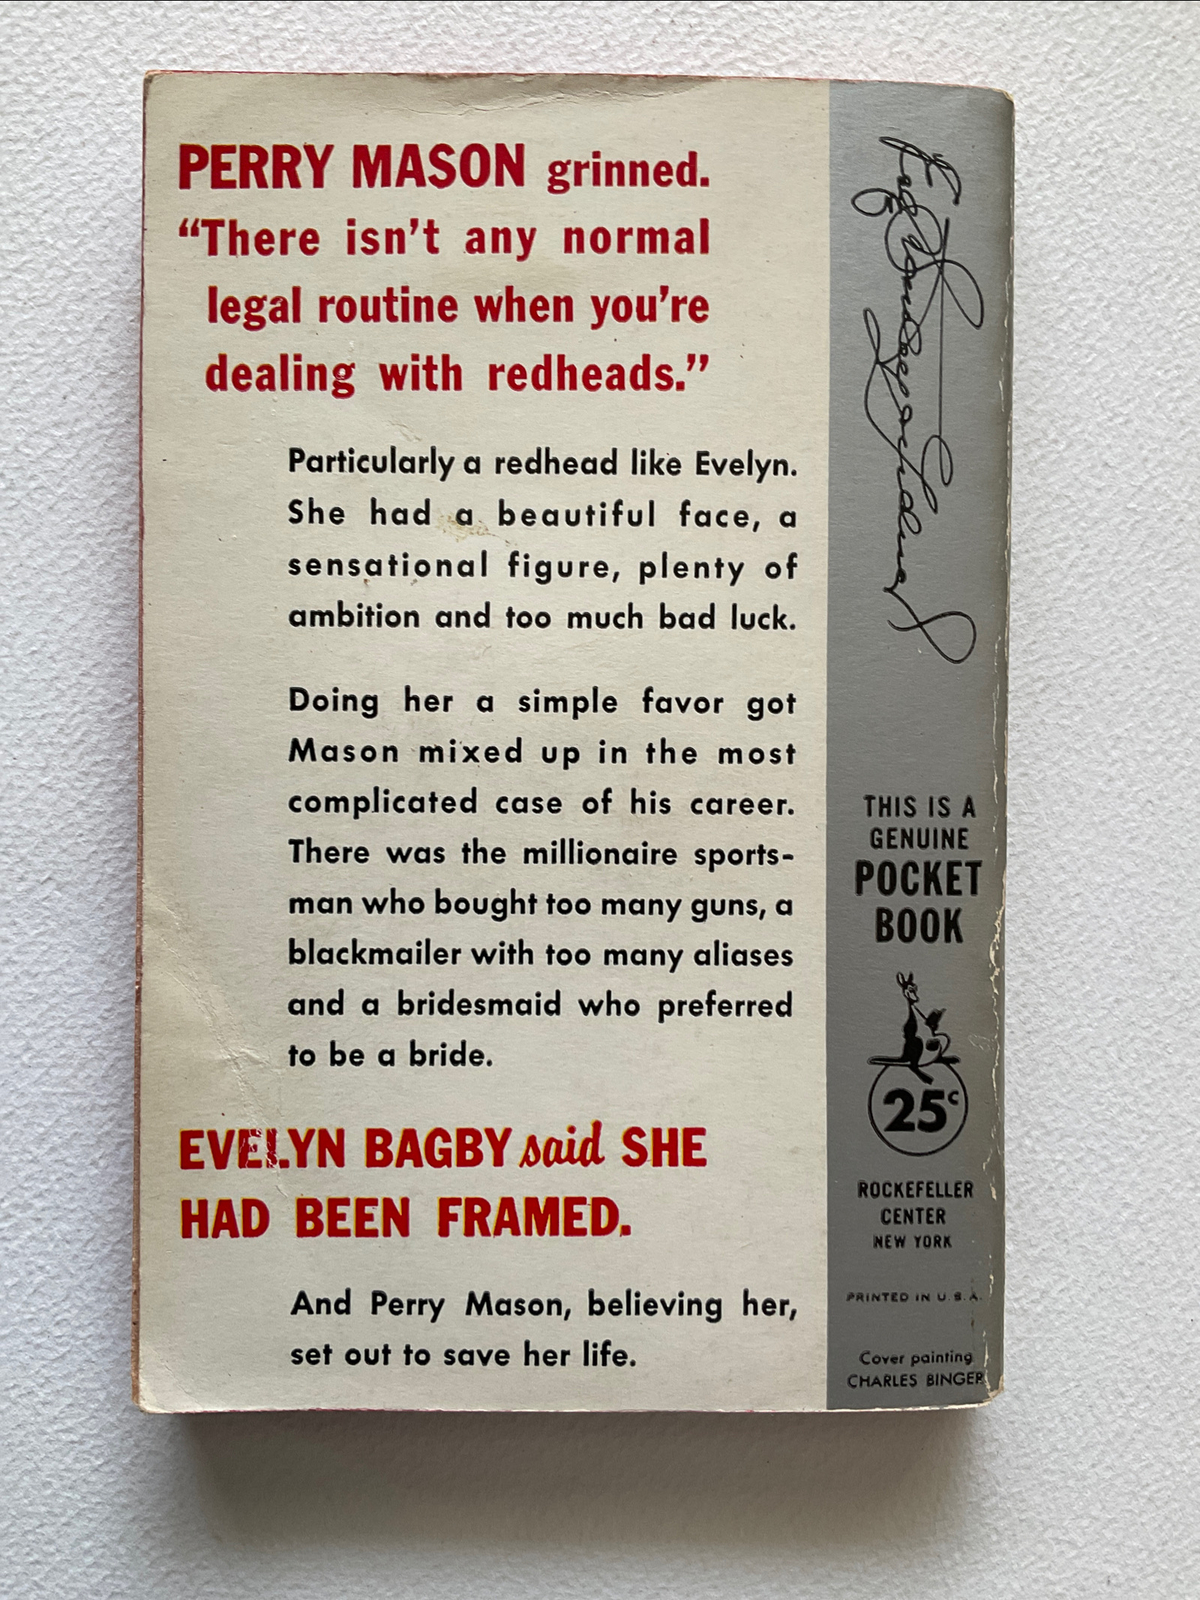 PERRY MASON grinned.
“There isn’t any normal
legal routine when you’re
dealing with redheads.”
Particularly a redhead like Evelyn.
She had a beautiful face, a
sensational figure, plenty of
ambition and too much bad luck.
Doing her a simple favor got
Mason mixed up in the most
complicated case of his career.
There was the millionaire sports-
man who bought too many guns, a
blackmailer with too many aliases
and a bridesmaid who preferred
to be a bride.
EVELYN BAGBY said SHE
HAD BEEN FRAMED.
And Perry Mason, believing her,
set out to save her life.
Erle Stanley Gardner
THIS IS A
GENUINE
POCKET
BOOK
25c
ROCKEFELLER
CENTER
NEW YORK
PRINTED IN U.S.A.
Cover painting
CHARLES BINGER